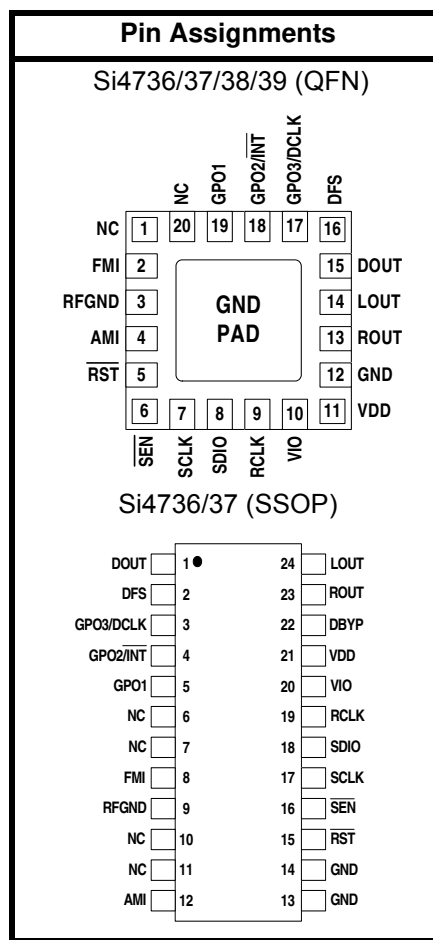 Pin Assignments
Si4736/37/38/39 (QFN)
NC GPO1 GPO2/INT GPO3/DCLK DFS
NC 1 20 19 18 17 16
FMI 2 15 DOUT
RFGND 3 GND 14 LOUT
AMI 4 PAD 13 ROUT
RST 5 12 GND
6 7 8 9 10 11 VDD
SEN SCLK SDIO RCLK VIO
Si4736/37 (SSOP)
DOUT 1 24 LOUT
DFS 2 23 ROUT
GPO3/DCLK 3 22 DBYP
GPO2/INT 4 21 VDD
GPO1 5 20 VIO
NC 6 19 RCLK
NC 7 18 SDIO
FMI 8 17 SCLK
RFGND 9 16 SEN
NC 10 15 RST
NC 11 14 GND
AMI 12 13 GND